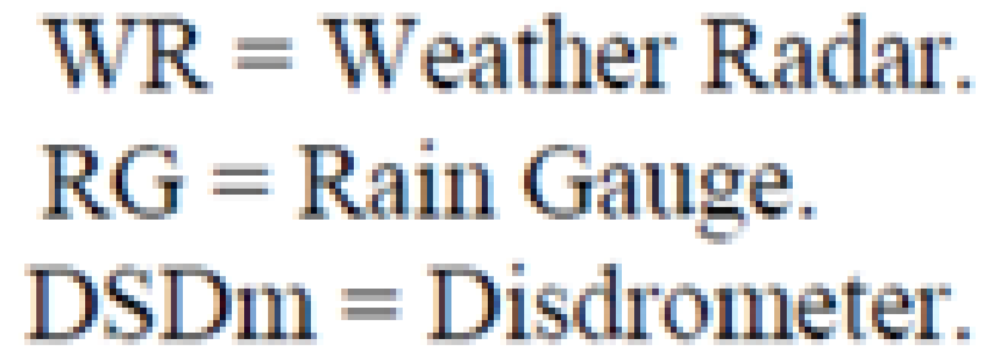 WR = Weather Radar.
RG = Rain Gauge.
DSDm = Disdrometer.